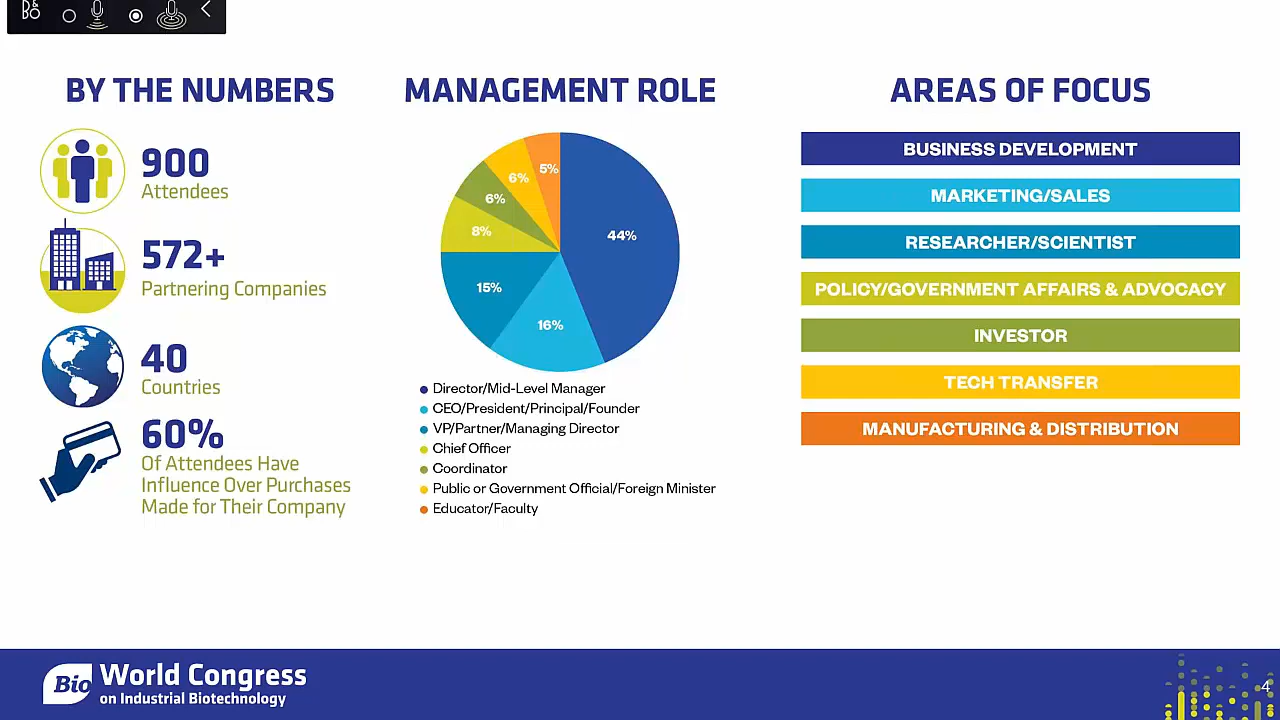 BY THE NUMBERS
900
Attendees
572+
Partnering Companies
40
Countries
60%
Of Attendees Have
Influence Over Purchases
Made for Their Company
MANAGEMENT ROLE
5%
6%
6%
8%
44%
15%
16%
Director/Mid-Level Manager
CEO/President/Principal/Founder
VP/Partner/Managing Director
Chief Officer
Coordinator
Public or Government Official/Foreign Minister
Educator/Faculty
AREAS OF FOCUS
BUSINESS DEVELOPMENT
MARKETING/SALES
RESEARCHER/SCIENTIST
POLICY/GOVERNMENT AFFAIRS & ADVOCACY
INVESTOR
TECH TRANSFER
MANUFACTURING & DISTRIBUTION
Bio
World Congress
on Industrial Biotechnology
4